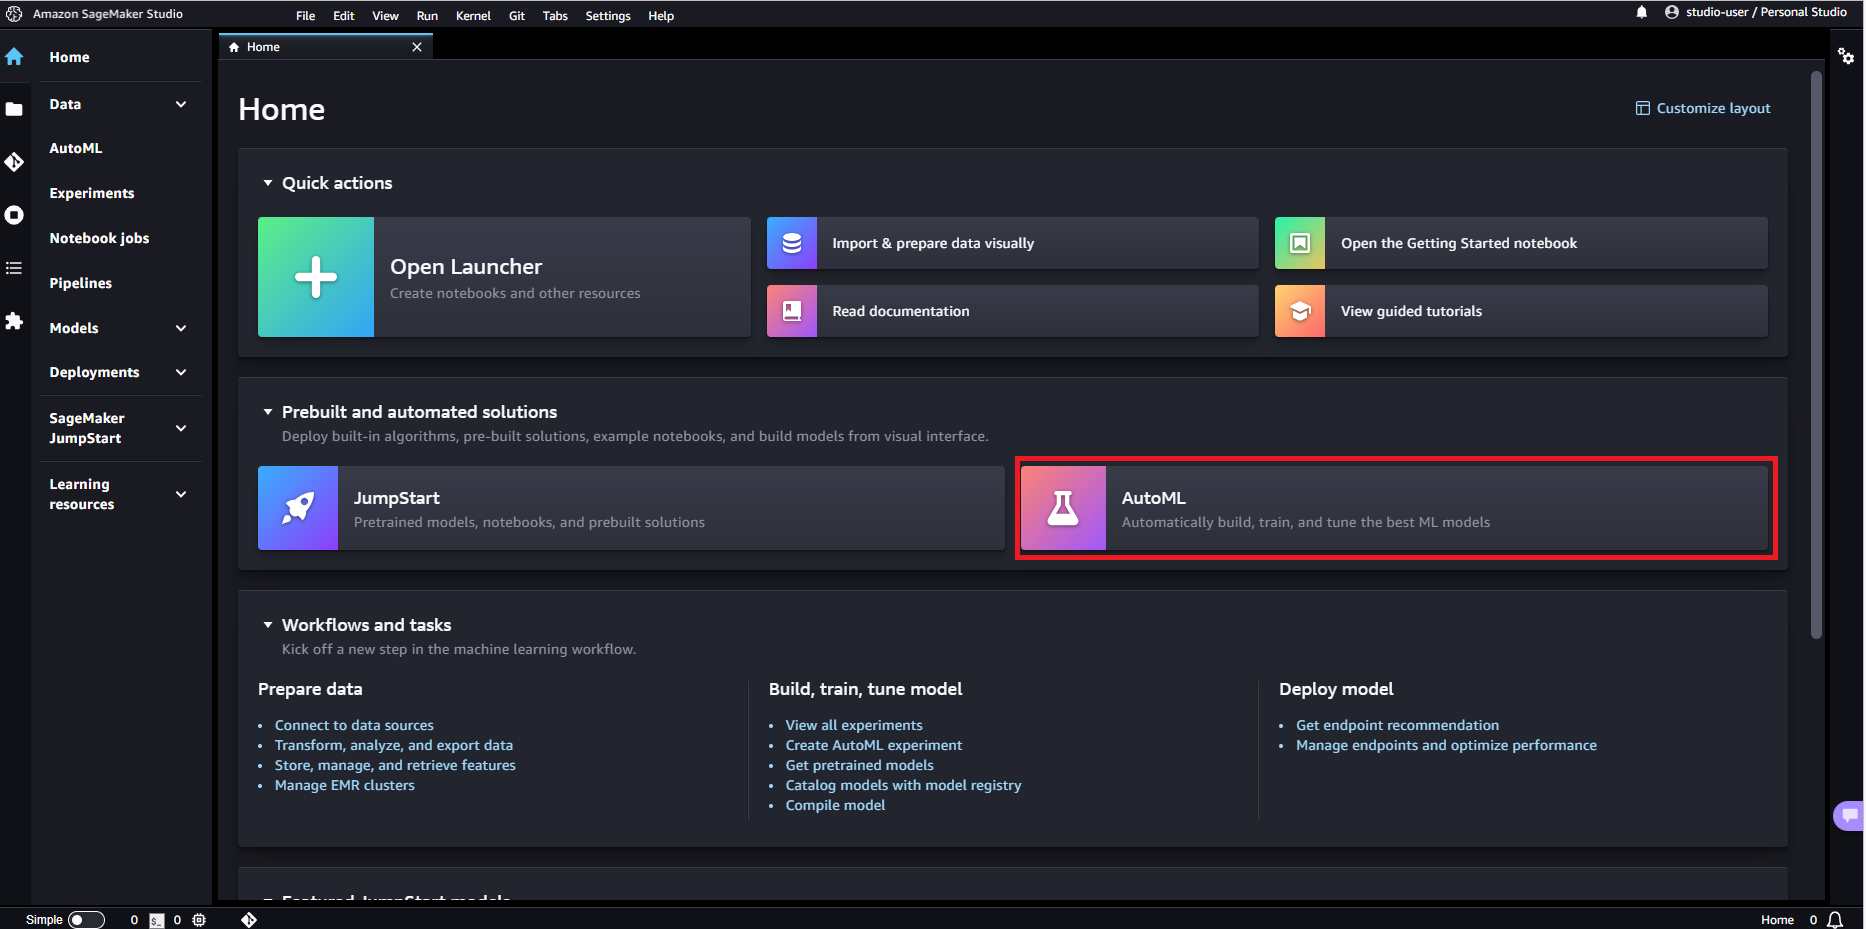 Amazon SageMaker Studio
File Edit View Run Kernel Git Tabs Settings Help
studio-user / Personal Studio
Home
Data
AutoML
Experiments
Notebook jobs
Pipelines
Models
Deployments
SageMaker
JumpStart
Learning
resources
Home
Home
Customize layout
Quick actions
Open Launcher
Create notebooks and other resources
Import & prepare data visually
Open the Getting Started notebook
Read documentation
View guided tutorials
Prebuilt and automated solutions
Deploy built-in algorithms, pre-built solutions, example notebooks, and build models from visual interface.
JumpStart
Pretrained models, notebooks, and prebuilt solutions
AutoML
Automatically build, train, and tune the best ML models
Workflows and tasks
Kick off a new step in the machine learning workflow.
Prepare data
Connect to data sources
Transform, analyze, and export data
Store, manage, and retrieve features
Manage EMR clusters
Build, train, tune model
View all experiments
Create AutoML experiment
Get pretrained models
Catalog models with model registry
Compile model
Deploy model
Get endpoint recommendation
Manage endpoints and optimize performance
Featured JumpStart models
Simple 0 $_ 0
Home 0